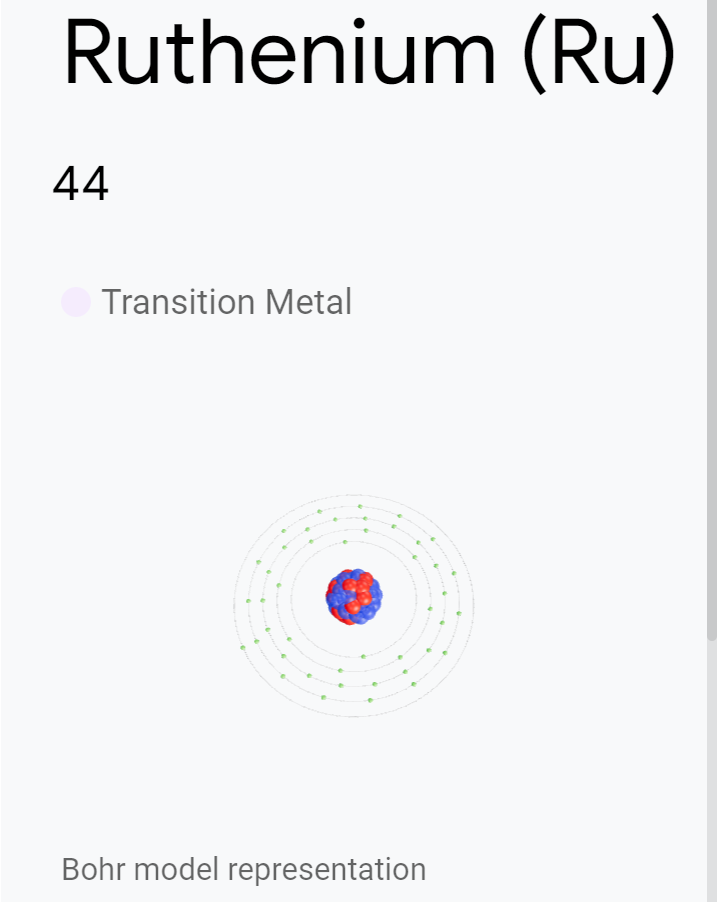 Ruthenium (Ru)
44
Transition Metal
Bohr model representation